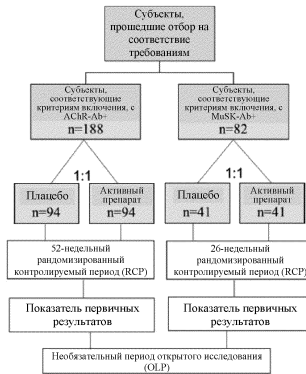 Субъекты,
прошедшие отбор на
соответствие
требованиям
Субъекты,
соответствующие
критериям включения, с
AChR-Ab+
n=188
Субъекты,
соответствующие
критериям включения, с
MuSK-Ab+
n=82
1:1
1:1
Плацебо
n=94
Активный
препарат
n=94
Плацебо
n=41
Активный
препарат
n=41
52-недельный
рандомизированный
контролируемый период (RCP)
26-недельный
рандомизированный
контролируемый период (RCP)
Показатель первичных
результатов
Показатель первичных
результатов
Необязательный период открытого исследования
(OLP)